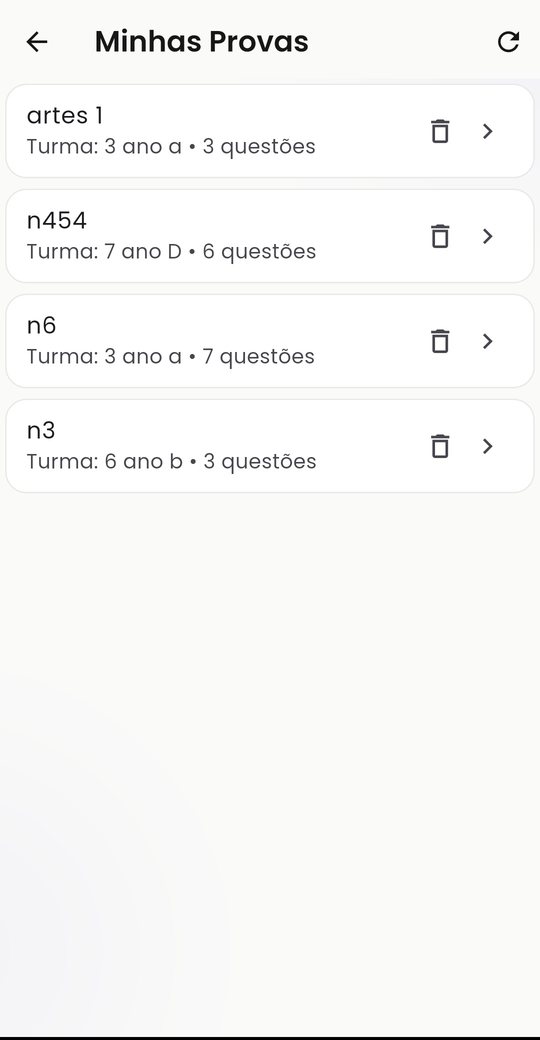 Minhas Provas
artes 1
Turma: 3 ano a • 3 questões
n454
Turma: 7 ano D • 6 questões
n6
Turma: 3 ano a • 7 questões
n3
Turma: 6 ano b • 3 questões